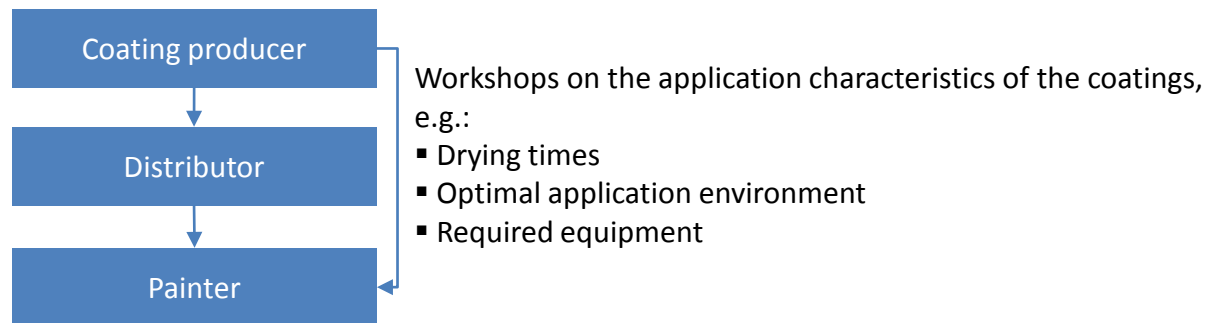 Coating producer
Workshops on the application characteristics of the coatings,
e.g.:
▪ Drying times
Distributor
▪ Optimal application environment
▪ Required equipment
Painter